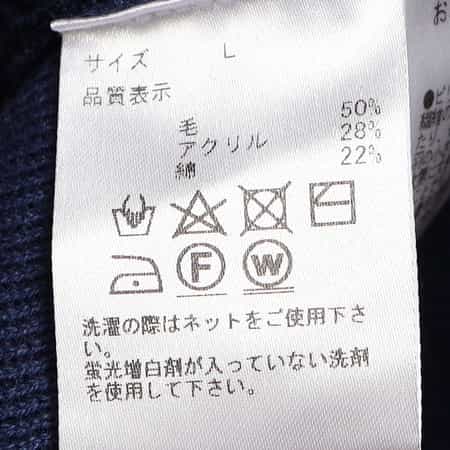 サイズ L
品質表示
毛 50%
アクリル 28%
綿 22%
F W
洗濯の際はネットをご使用下さ
い。
蛍光増白剤が入っていない洗剤
を使用して下さい。
お